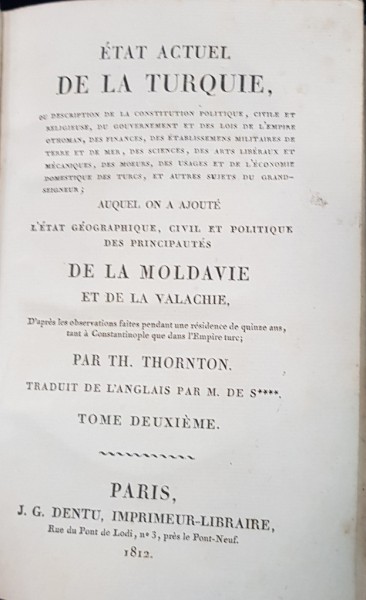 ÉTAT ACTUEL
DE LA TURQUIE,
OU DESCRIPTION DE LA CONSTITUTION POLITIQUE, CIVILE ET
RELIGIEUSE, DU GOUVERNEMENT ET DES LOIS DE L'EMPIRE
OTHOMAN, DES FINANCES, DES ÉTABLISSEMENS MILITAIRES DE
TERRE ET DE MER, DES SCIENCES, DES ARTS LIBÉRAUX ET
MÉCANIQUES, DES MOEURS, DES USAGES ET DE L'ÉCONOMIE
DOMESTIQUE DES TURCS, ET AUTRES SUJETS DU GRAND-
SEIGNEUR;
AUQUEL ON A AJOUTÉ
L'ÉTAT GÉOGRAPHIQUE, CIVIL ET POLITIQUE
DES PRINCIPAUTÉS
DE LA MOLDAVIE
ET DE LA VALACHIE,
D'après les observations faites pendant une résidence de quinze ans,
tant à Constantinople que dans l'Empire turc;
PAR TH. THORNTON.
TRADUIT DE L'ANGLAIS PAR M. DE S****.
TOME DEUXIÈME.
PARIS,
J. G. DENTU, IMPRIMEUR-LIBRAIRE,
Rue du Pont de Lodi, nº 3, près le Pont-Neuf.
1812.